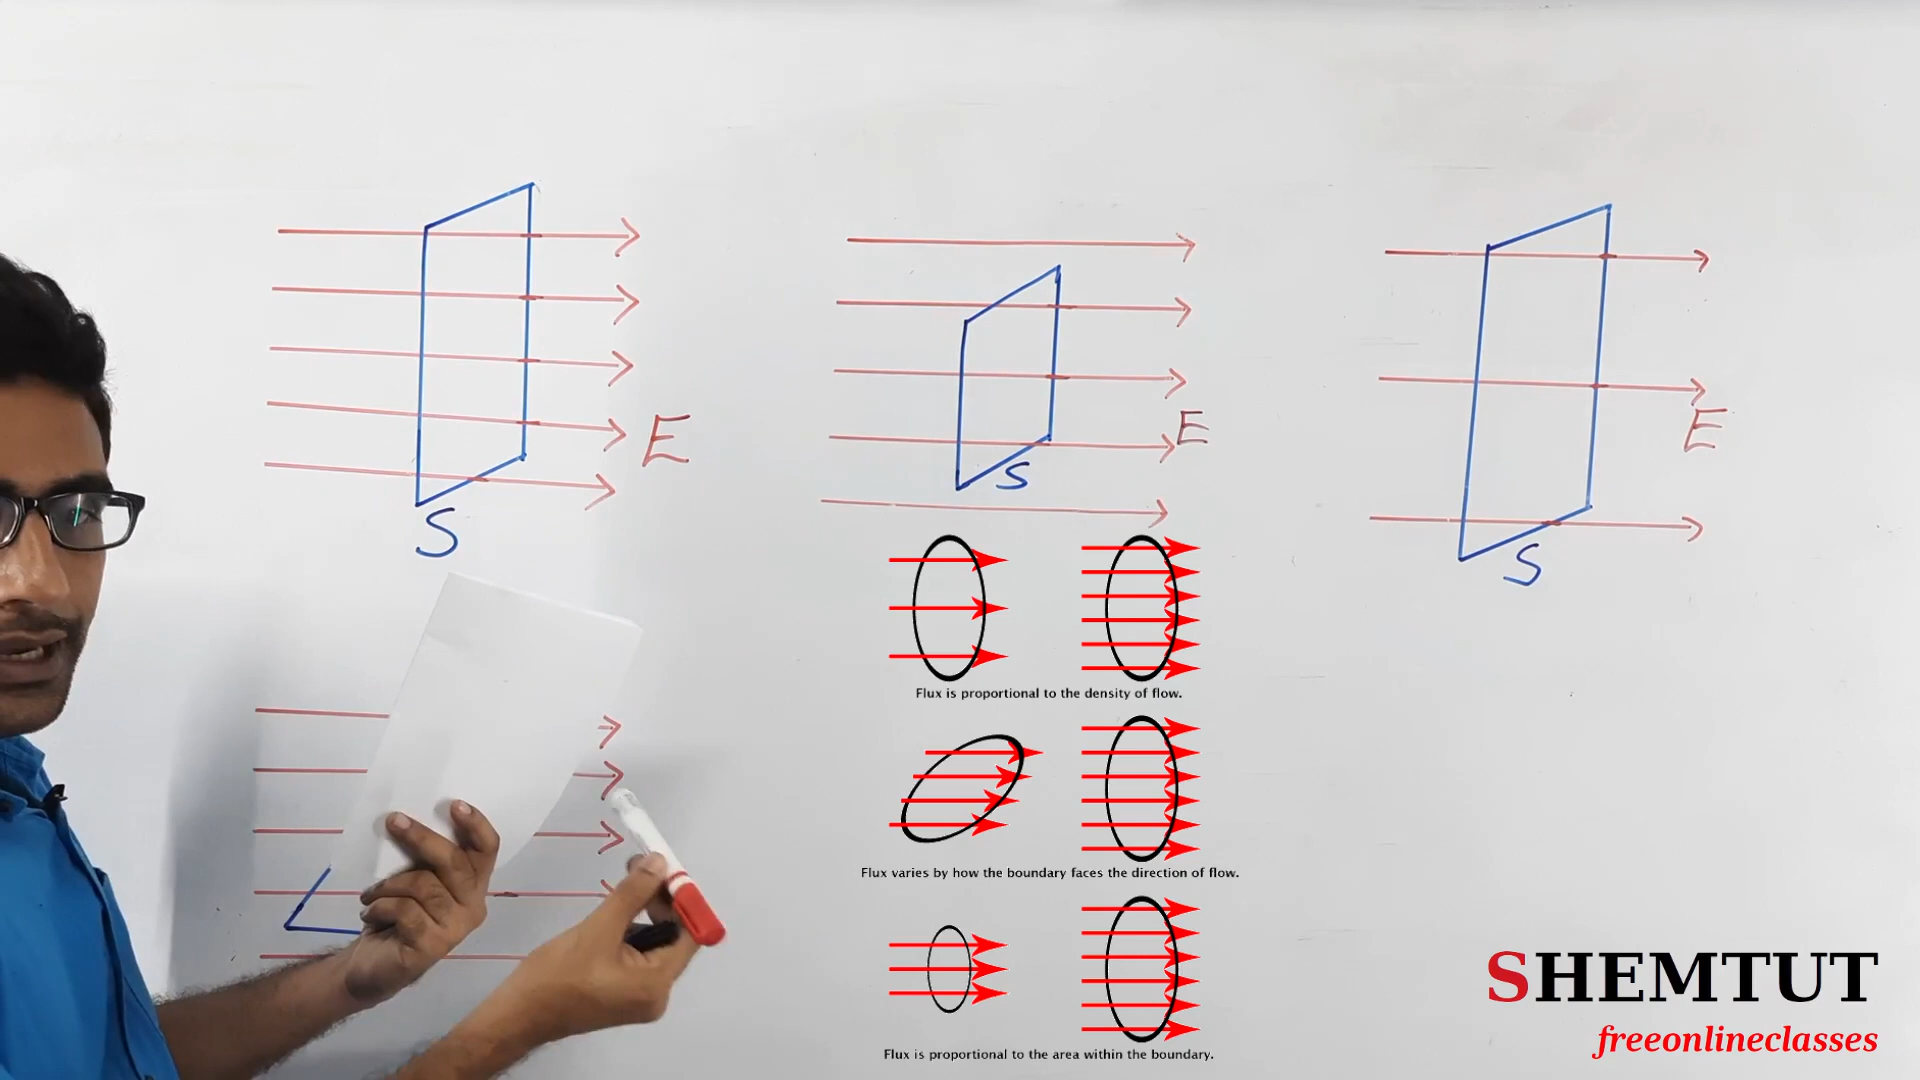 E
S
E
S
E
S
Flux is proportional to the density of flow.
Flux varies by how the boundary faces the direction of flow.
Flux is proportional to the area within the boundary.
SHEMTUT
freeonlineclasses